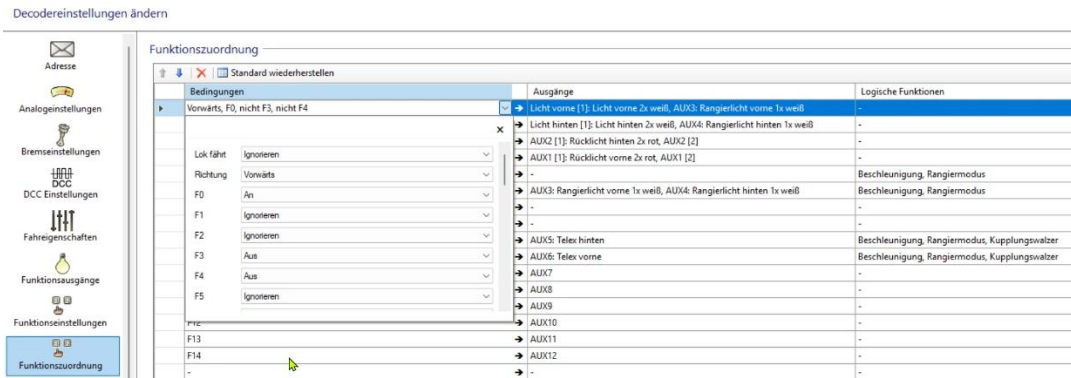 Decodereinstellungen ändern
Adresse
Analogeinstellungen
Bremseinstellungen
DCC
DCC Einstellungen
Fahreigenschaften
Funktionsausgänge
Funktionseinstellungen
Funktionszuordnung
Funktionszuordnung
Standard wiederherstellen
Bedingungen Ausgänge Logische Funktionen
Vorwärts, F0, nicht F3, nicht F4 Licht vorne [1]: Licht vorne 2x weiß, AUX3: Rangierlicht vorne 1x weiß -
Licht hinten [1]: Licht hinten 2x weiß, AUX4: Rangierlicht hinten 1x weiß -
AUX2 [1]: Rücklicht hinten 2x rot, AUX2 [2] -
AUX1 [1]: Rücklicht vorne 2x rot, AUX1 [2] -
- Beschleunigung, Rangiermodus
AUX3: Rangierlicht vorne 1x weiß, AUX4: Rangierlicht hinten 1x weiß Beschleunigung, Rangiermodus
- -
- -
AUX5: Telex hinten Beschleunigung, Rangiermodus, Kupplungswalzer
AUX6: Telex vorne Beschleunigung, Rangiermodus, Kupplungswalzer
AUX7 -
AUX8 -
AUX9 -
F12 AUX10 -
F13 AUX11 -
F14 AUX12 -
- - -
Lok fährt Ignorieren
Richtung Vorwärts
F0 An
F1 Ignorieren
F2 Ignorieren
F3 Aus
F4 Aus
F5 Ignorieren